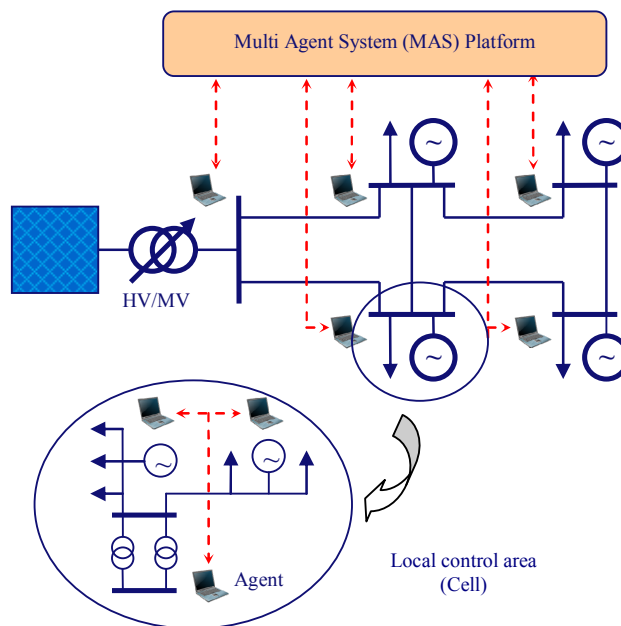 Multi Agent System (MAS) Platform
~
~
HV/MV
~
~
~
~
Agent
Local control area
(Cell)